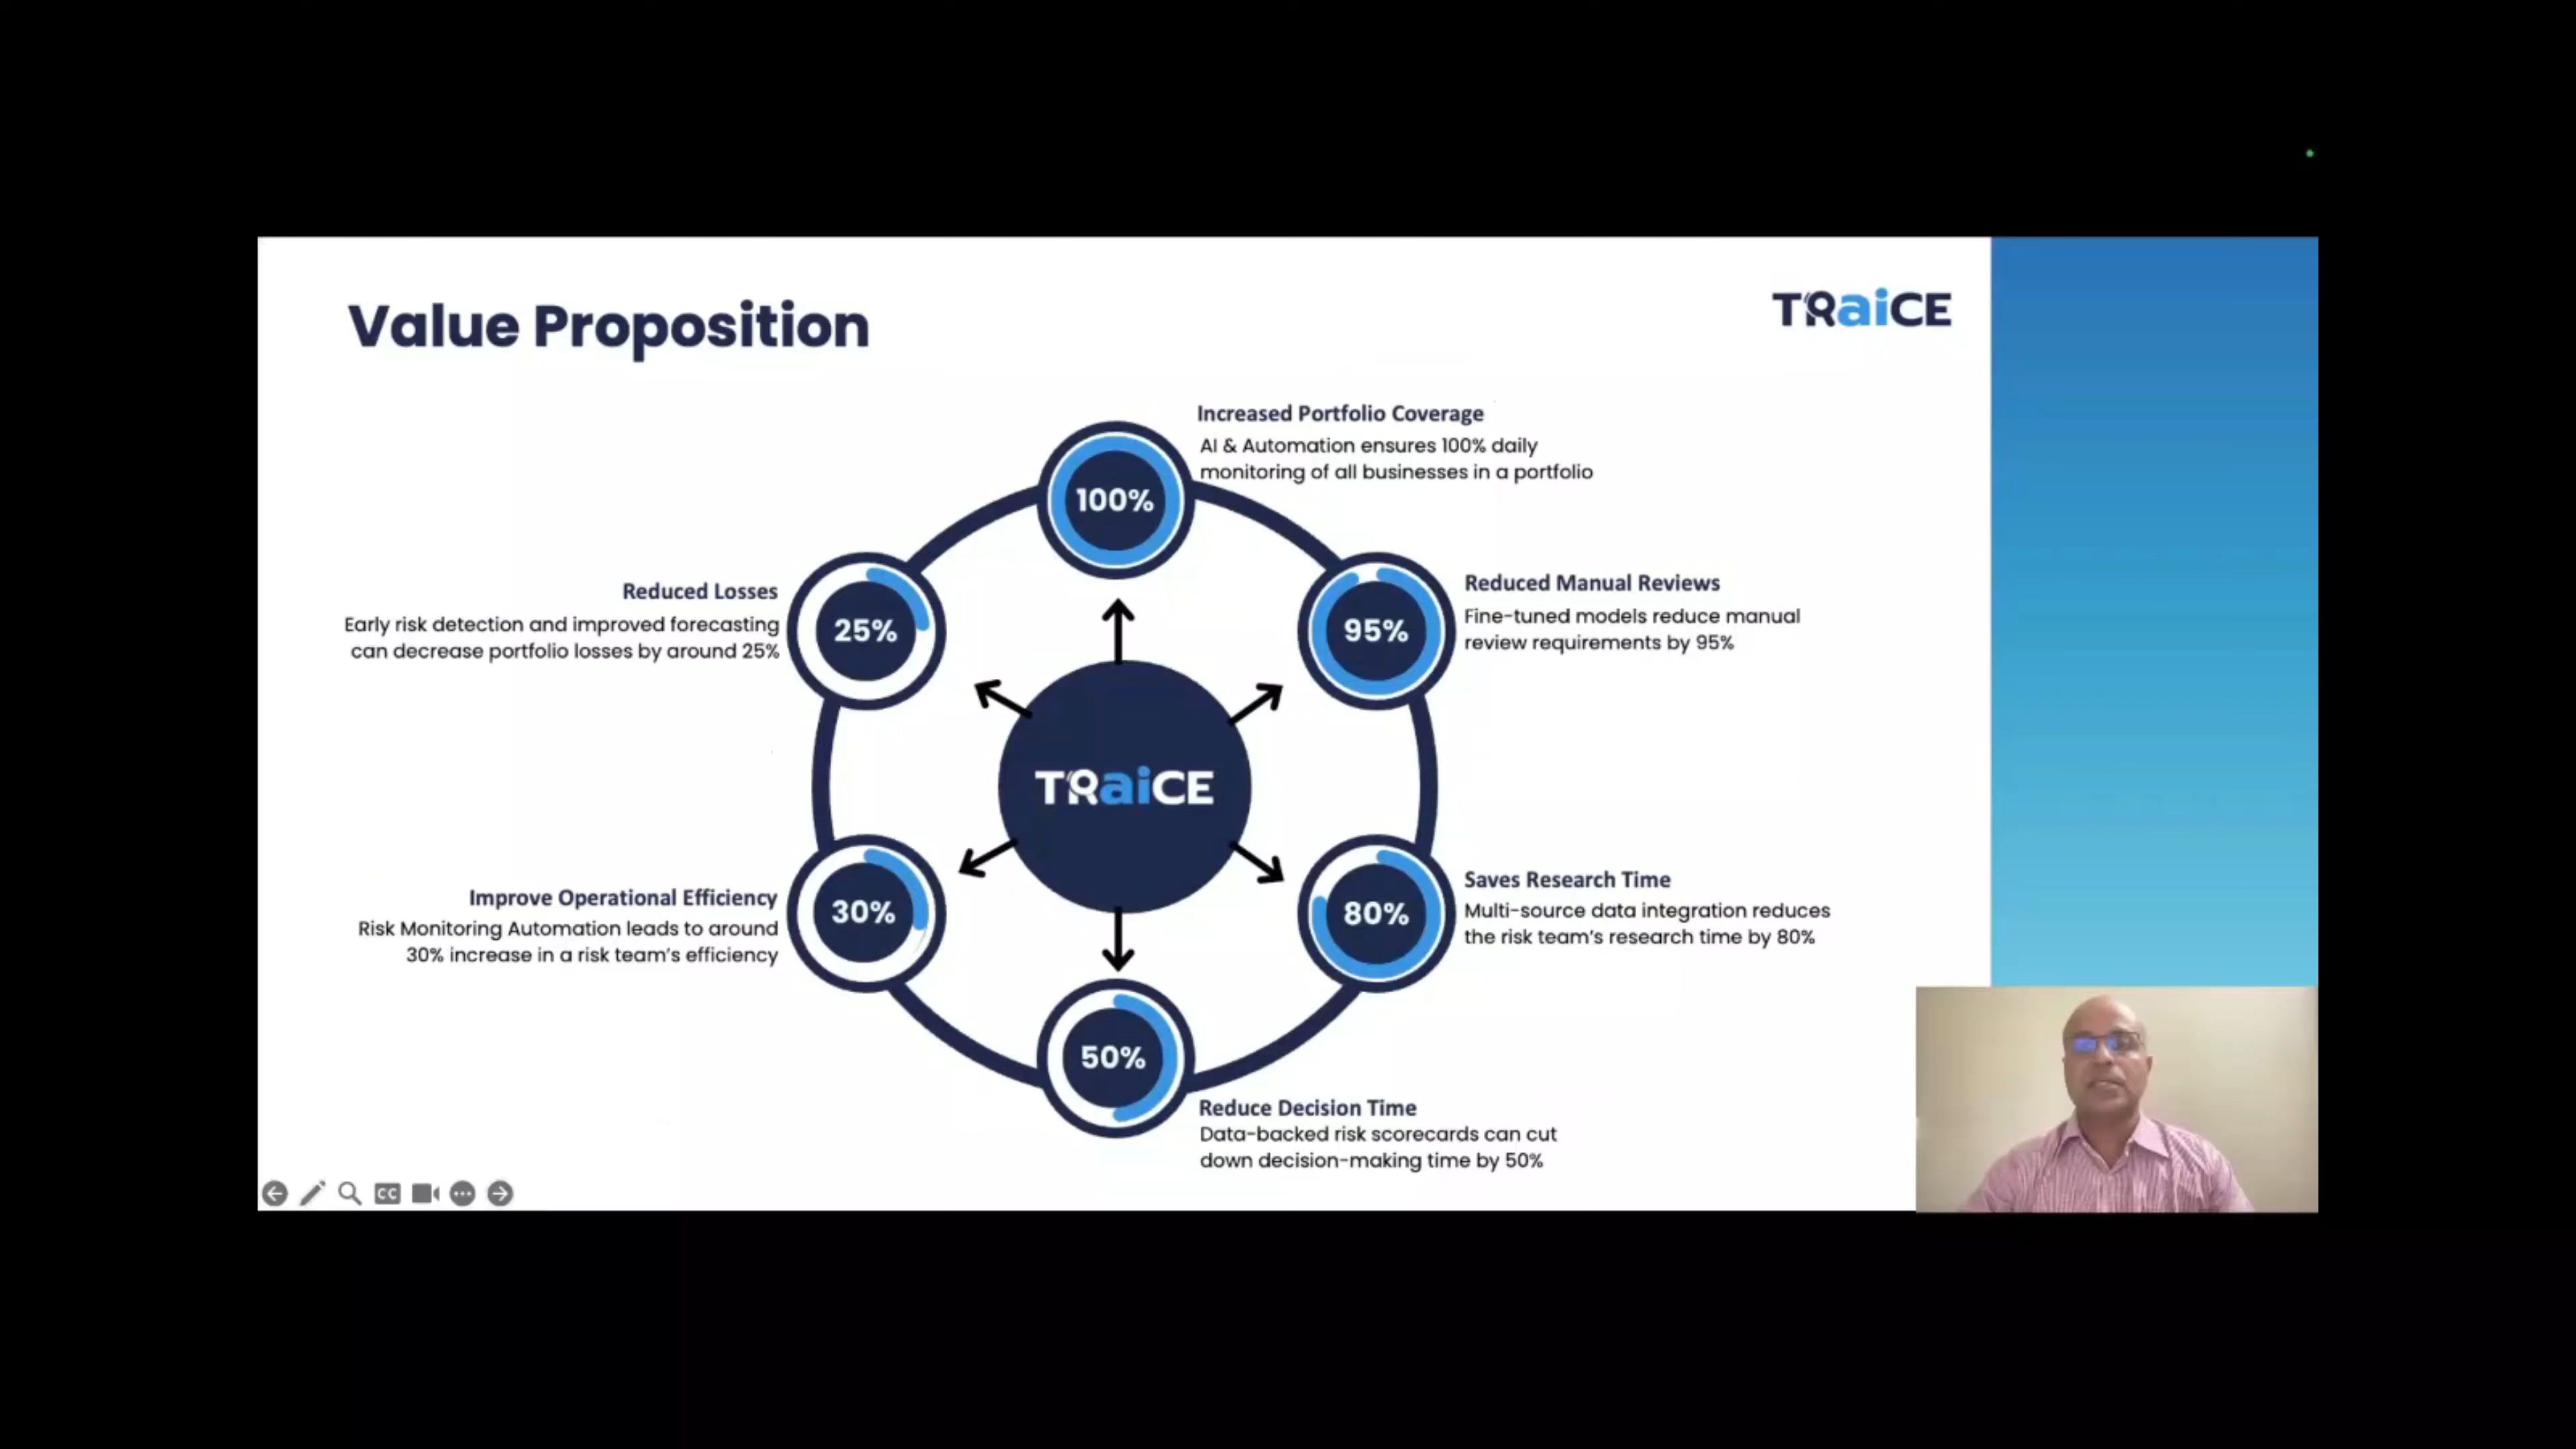 Value Proposition
TRaiCE
Increased Portfolio Coverage
AI & Automation ensures 100% daily
monitoring of all businesses in a portfolio
100%
Reduced Manual Reviews
Fine-tuned models reduce manual
review requirements by 95%
95%
Saves Research Time
Multi-source data integration reduces
the risk team's research time by 80%
80%
Reduce Decision Time
Data-backed risk scorecards can cut
down decision-making time by 50%
50%
Improve Operational Efficiency
Risk Monitoring Automation leads to around
30% increase in a risk team's efficiency
30%
Reduced Losses
Early risk detection and improved forecasting
can decrease portfolio losses by around 25%
25%
TRaiCE
CC